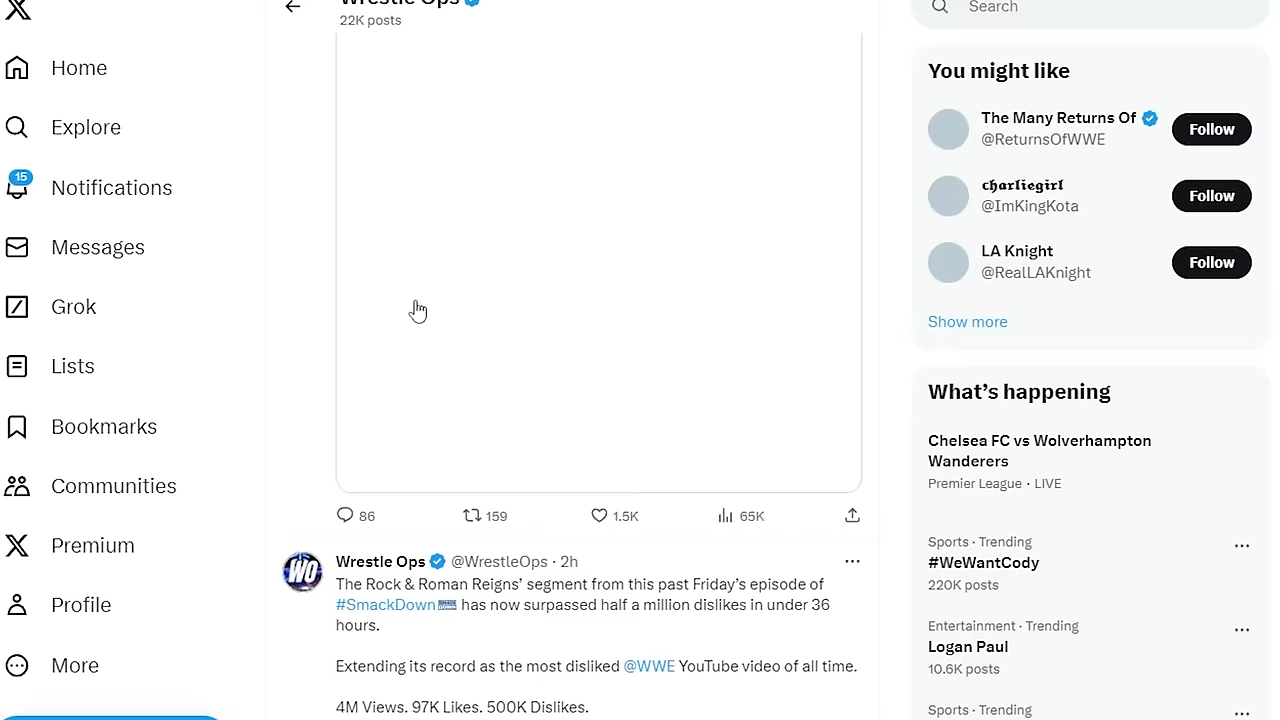 Home
Explore
15
Notifications
Messages
Grok
Lists
Bookmarks
Communities
Premium
Profile
More
Wrestle Ops
22K posts
86
159
1.5K
65K
WO
Wrestle Ops @WrestleOps · 2h
The Rock & Roman Reigns’ segment from this past Friday’s episode of
#SmackDown has now surpassed half a million dislikes in under 36
hours.
Extending its record as the most disliked @WWE YouTube video of all time.
4M Views. 97K Likes. 500K Dislikes.
Search
You might like
The Many Returns Of
@ReturnsOfWWE
Follow
𝖈𝖍𝖆𝖗𝖑𝖎𝖊𝖌𝖎𝖗𝖑
@ImKingKota
Follow
LA Knight
@RealLAKnight
Follow
Show more
What’s happening
Chelsea FC vs Wolverhampton
Wanderers
Premier League · LIVE
Sports · Trending
#WeWantCody
220K posts
Entertainment · Trending
Logan Paul
10.6K posts
Sports · Trending